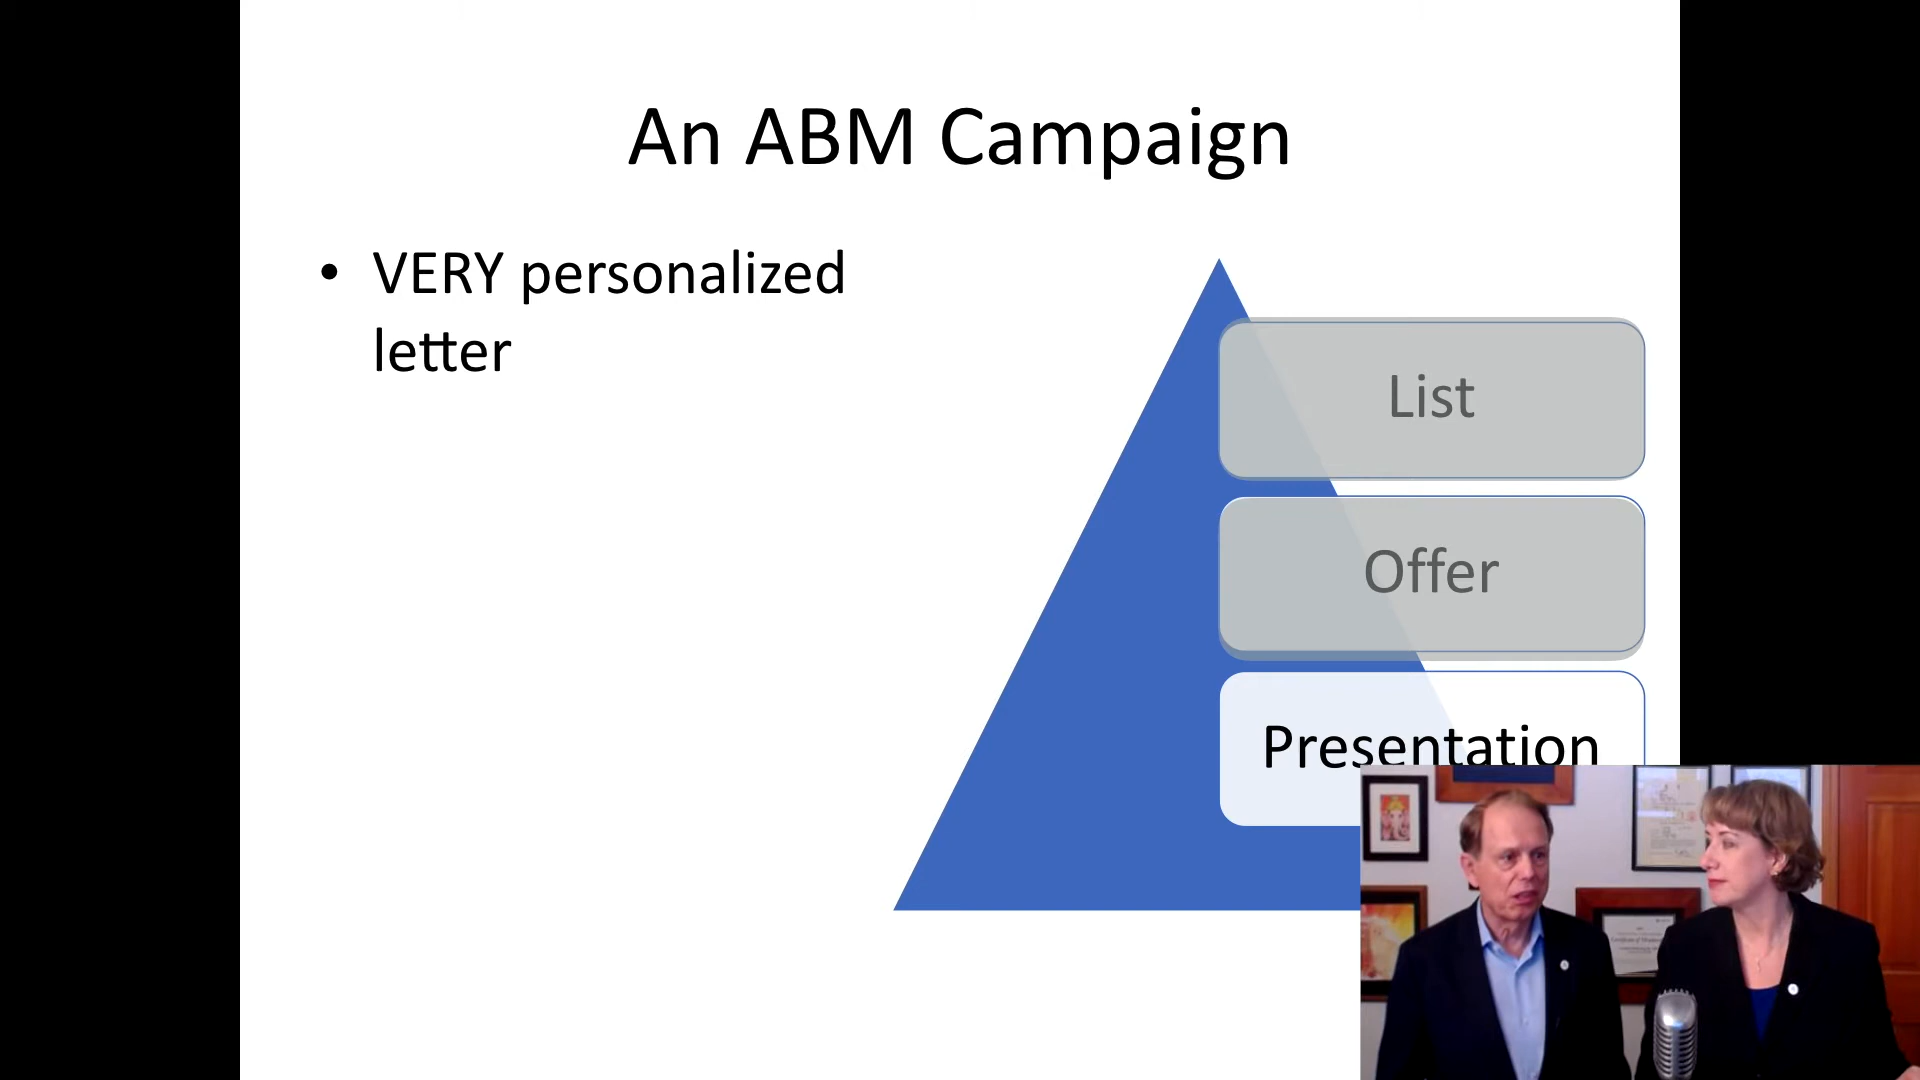 An ABM Campaign
• VERY personalized
letter
List
Offer
Presentation